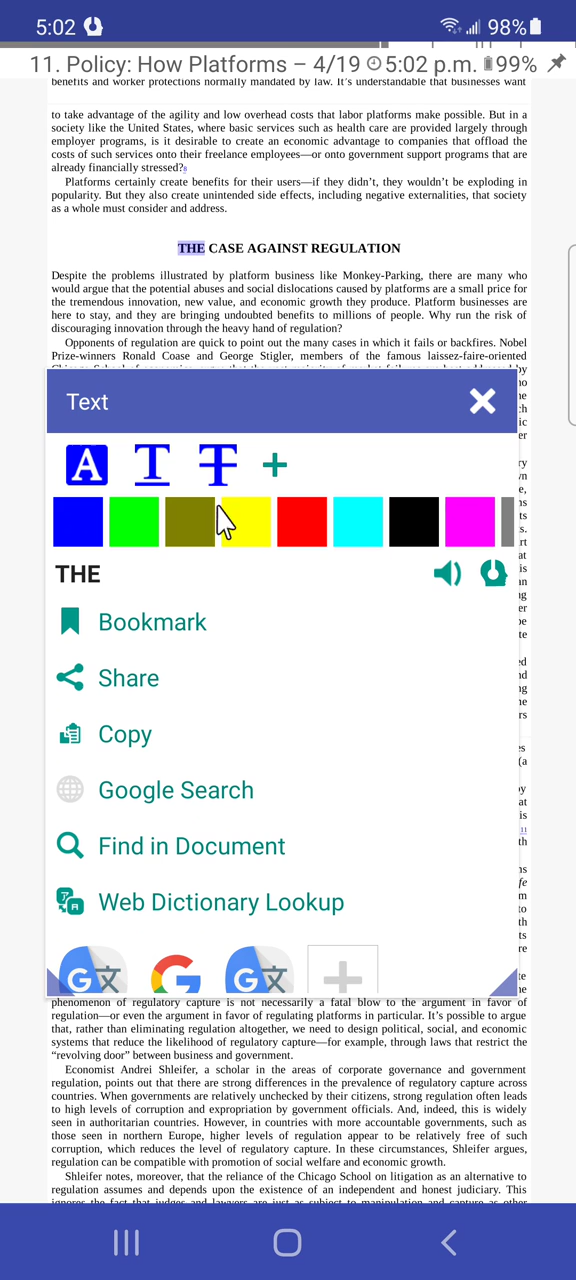 5:02 98%
11. Policy: How Platforms – 4/19 5:02 p.m. 99%
benefits and worker protections normally mandated by law. It's understandable that businesses want
to take advantage of the agility and low overhead costs that labor platforms make possible. But in a
society like the United States, where basic services such as health care are provided largely through
employer programs, is it desirable to create an economic advantage to companies that offload the
costs of such services onto their freelance employees—or onto government support programs that are
already financially stressed?8
Platforms certainly create benefits for their users—if they didn't, they wouldn't be exploding in
popularity. But they also create unintended side effects, including negative externalities, that society
as a whole must consider and address.
THE CASE AGAINST REGULATION
Despite the problems illustrated by platform business like Monkey-Parking, there are many who
would argue that the potential abuses and social dislocations caused by platforms are a small price for
the tremendous innovation, new value, and economic growth they produce. Platform businesses are
here to stay, and they are bringing undoubted benefits to millions of people. Why run the risk of
discouraging innovation through the heavy hand of regulation?
Opponents of regulation are quick to point out the many cases in which it fails or backfires. Nobel
Prize-winners Ronald Coase and George Stigler, members of the famous laissez-faire-oriented
Text
A T T +
THE
Bookmark
Share
Copy
Google Search
Find in Document
Web Dictionary Lookup
phenomenon of regulatory capture is not necessarily a fatal blow to the argument in favor of
regulation—or even the argument in favor of regulating platforms in particular. It's possible to argue
that, rather than eliminating regulation altogether, we need to design political, social, and economic
systems that reduce the likelihood of regulatory capture—for example, through laws that restrict the
“revolving door” between business and government.
Economist Andrei Shleifer, a scholar in the areas of corporate governance and government
regulation, points out that there are strong differences in the prevalence of regulatory capture across
countries. When governments are relatively unchecked by their citizens, strong regulation often leads
to high levels of corruption and expropriation by government officials. And, indeed, this is widely
seen in authoritarian countries. However, in countries with more accountable governments, such as
those seen in northern Europe, higher levels of regulation appear to be relatively free of such
corruption, which reduces the level of regulatory capture. In these circumstances, Shleifer argues,
regulation can be compatible with promotion of social welfare and economic growth.
Shleifer notes, moreover, that the reliance of the Chicago School on litigation as an alternative to
regulation assumes and depends upon the existence of an independent and honest judiciary. This
ignores the fact that judges and lawyers are just as subject to manipulation and capture as other